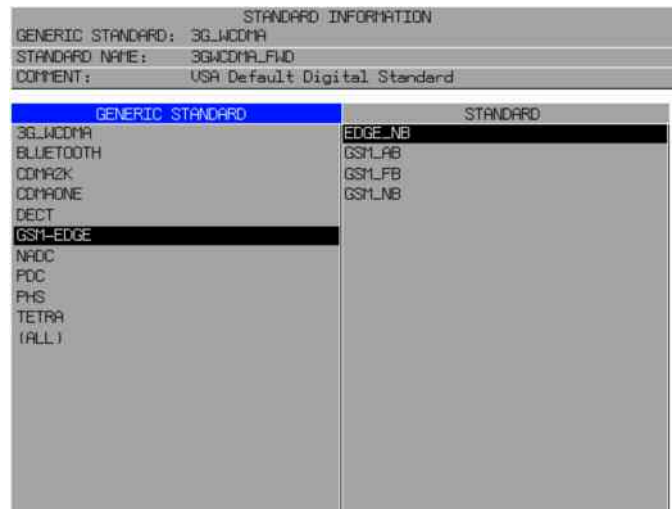 STANDARD INFORMATION
GENERIC STANDARD: 3G_WCDMA
STANDARD NAME: 3GWCDMA_FWD
COMMENT: VSA Default Digital Standard
GENERIC STANDARD
3G_WCDMA
BLUETOOTH
CDMA2K
CDMAONE
DECT
GSM-EDGE
NADC
PDC
PHS
TETRA
(ALL)
STANDARD
EDGE_NB
GSM_AB
GSM_FB
GSM_NB